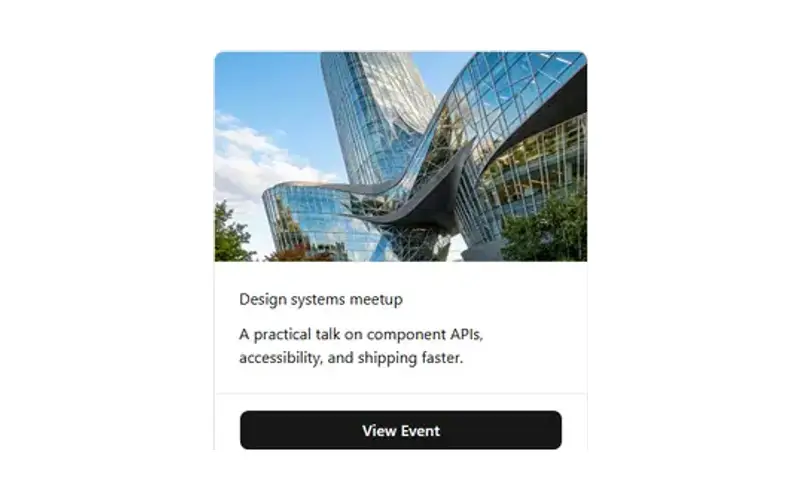 Design systems meetup
A practical talk on component APIs,
accessibility, and shipping faster.
View Event